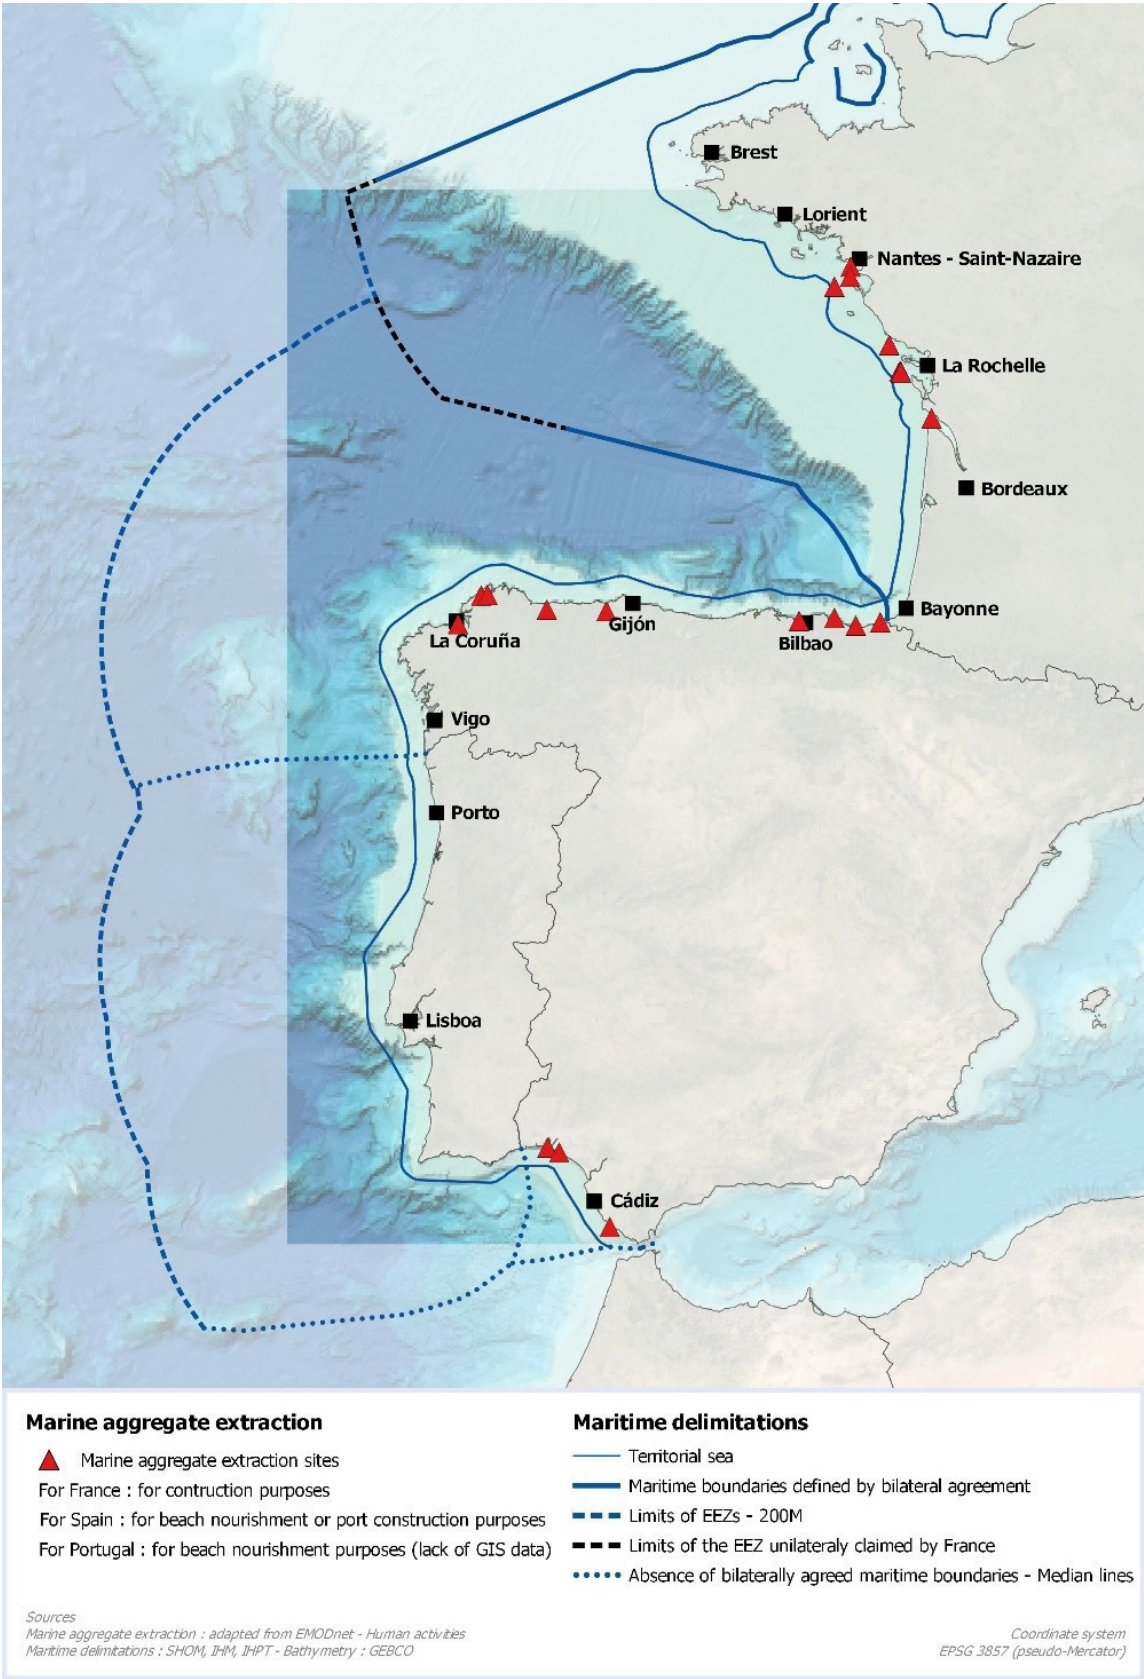 Brest
Lorient
Nantes - Saint-Nazaire
La Rochelle
Bordeaux
Bayonne
Gijón
La Coruña
Bilbao
Vigo
Porto
Lisboa
Cádiz
Marine aggregate extraction
Marine aggregate extraction sites
For France : for contruction purposes
For Spain : for beach nourishment or port construction purposes
For Portugal : for beach nourishment purposes (lack of GIS data)
Maritime delimitations
Territorial sea
Maritime boundaries defined by bilateral agreement
Limits of EEZs - 200M
Limits of the EEZ unilateraly claimed by France
Absence of bilaterally agreed maritime boundaries - Median lines
Sources
Marine aggregate extraction : adapted from EMODnet - Human activities
Maritime delimitations : SHOM, IHM, IHPT - Bathymetry : GEBCO
Coordinate system
EPSG 3857 (pseudo-Mercator)